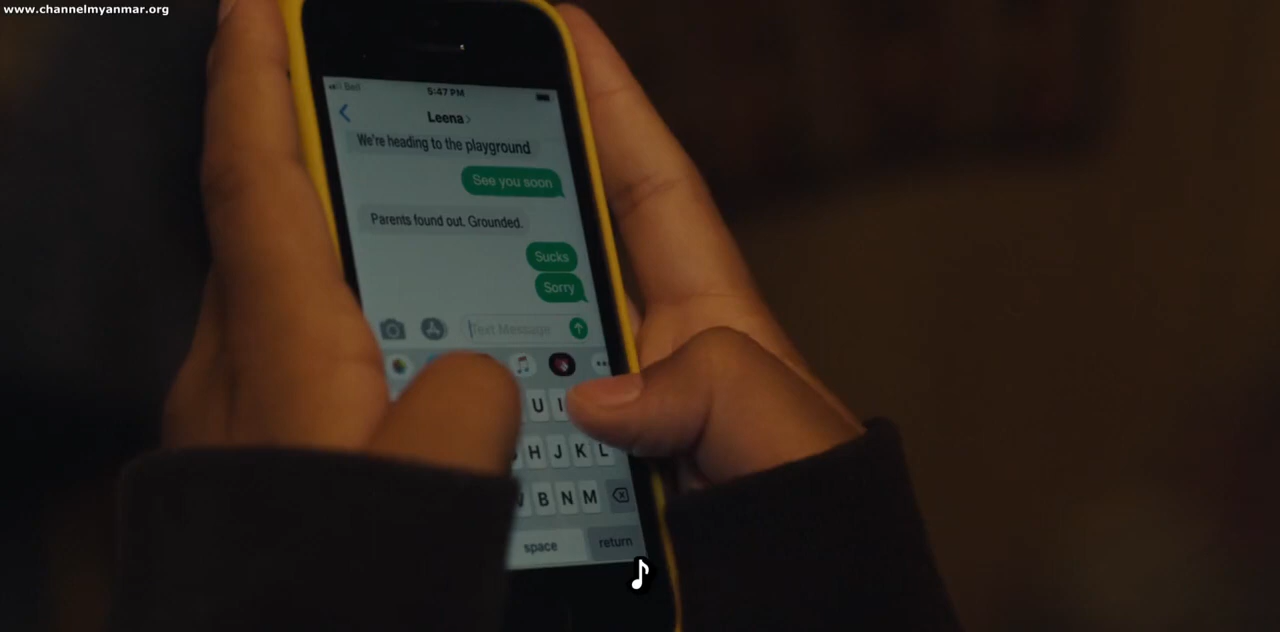 www.channelmyanmar.org
Bell
5:47 PM
Leena
We're heading to the playground
See you soon
Parents found out. Grounded.
Sucks
Sorry
Text Message
U I
H J K L
B N M
space return